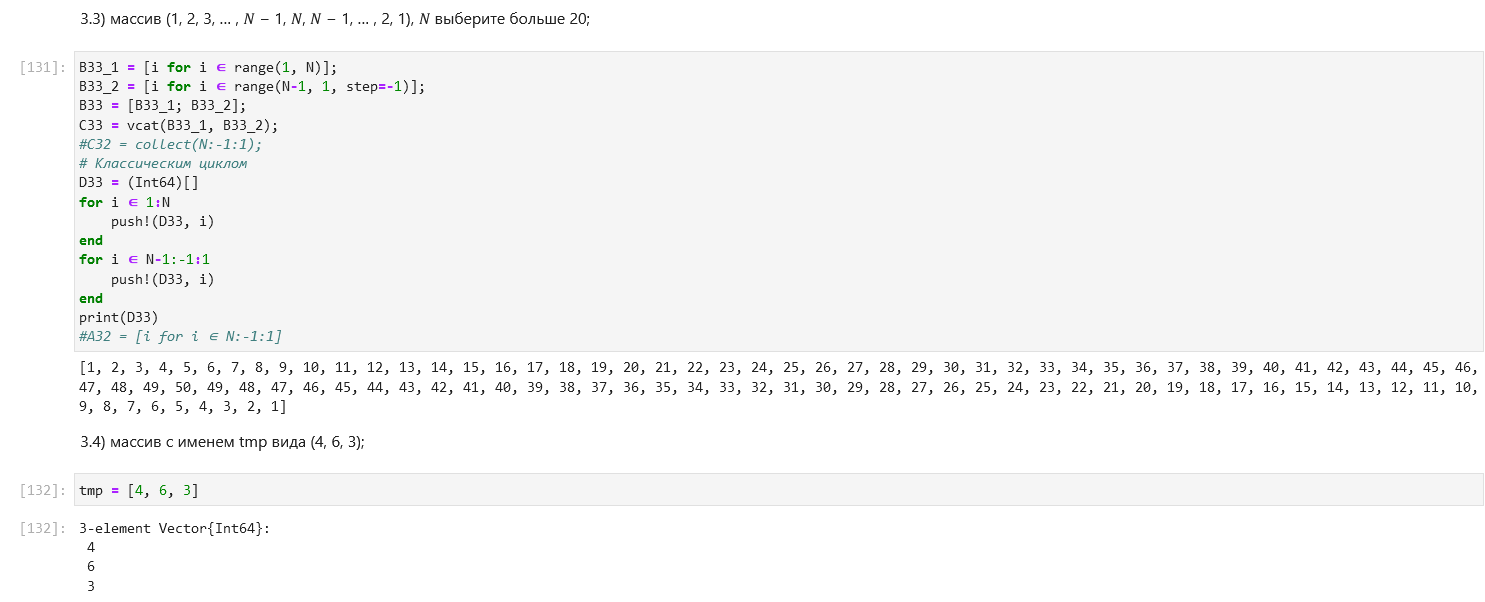 3.3) массив (1, 2, 3, … , N − 1, N, N − 1, … , 2, 1), N выберите больше 20;
[131]:
B33_1 = [i for i ∈ range(1, N)];
B33_2 = [i for i ∈ range(N-1, 1, step=-1)];
B33 = [B33_1; B33_2];
C33 = vcat(B33_1, B33_2);
#C32 = collect(N:-1:1);
# Классическим циклом
D33 = (Int64)[]
for i ∈ 1:N
    push!(D33, i)
end
for i ∈ N-1:-1:1
    push!(D33, i)
end
print(D33)
#A32 = [i for i ∈ N:-1:1]
[1, 2, 3, 4, 5, 6, 7, 8, 9, 10, 11, 12, 13, 14, 15, 16, 17, 18, 19, 20, 21, 22, 23, 24, 25, 26, 27, 28, 29, 30, 31, 32, 33, 34, 35, 36, 37, 38, 39, 40, 41, 42, 43, 44, 45, 46,
47, 48, 49, 50, 49, 48, 47, 46, 45, 44, 43, 42, 41, 40, 39, 38, 37, 36, 35, 34, 33, 32, 31, 30, 29, 28, 27, 26, 25, 24, 23, 22, 21, 20, 19, 18, 17, 16, 15, 14, 13, 12, 11, 10,
9, 8, 7, 6, 5, 4, 3, 2, 1]
3.4) массив с именем tmp вида (4, 6, 3);
[132]:
tmp = [4, 6, 3]
[132]:
3-element Vector{Int64}:
4
6
3